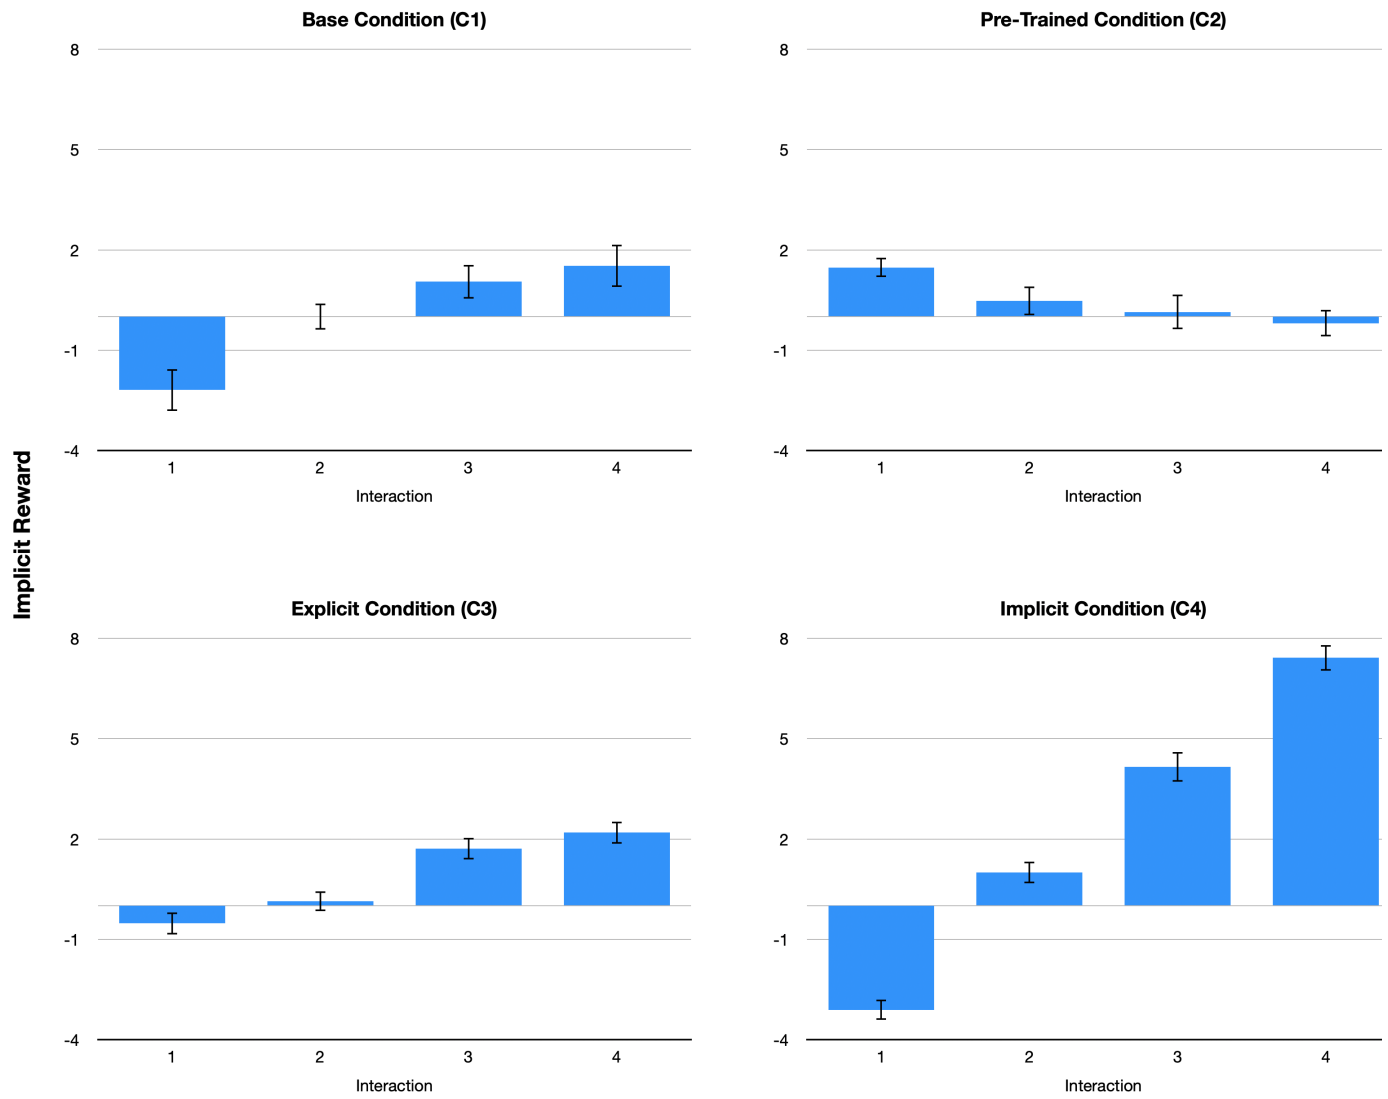 Implicit Reward
Base Condition (C1)
8
5
2
-1
-4
1 2 3 4
Interaction
Pre-Trained Condition (C2)
8
5
2
-1
-4
1 2 3 4
Interaction
Explicit Condition (C3)
8
5
2
-1
-4
1 2 3 4
Interaction
Implicit Condition (C4)
8
5
2
-1
-4
1 2 3 4
Interaction